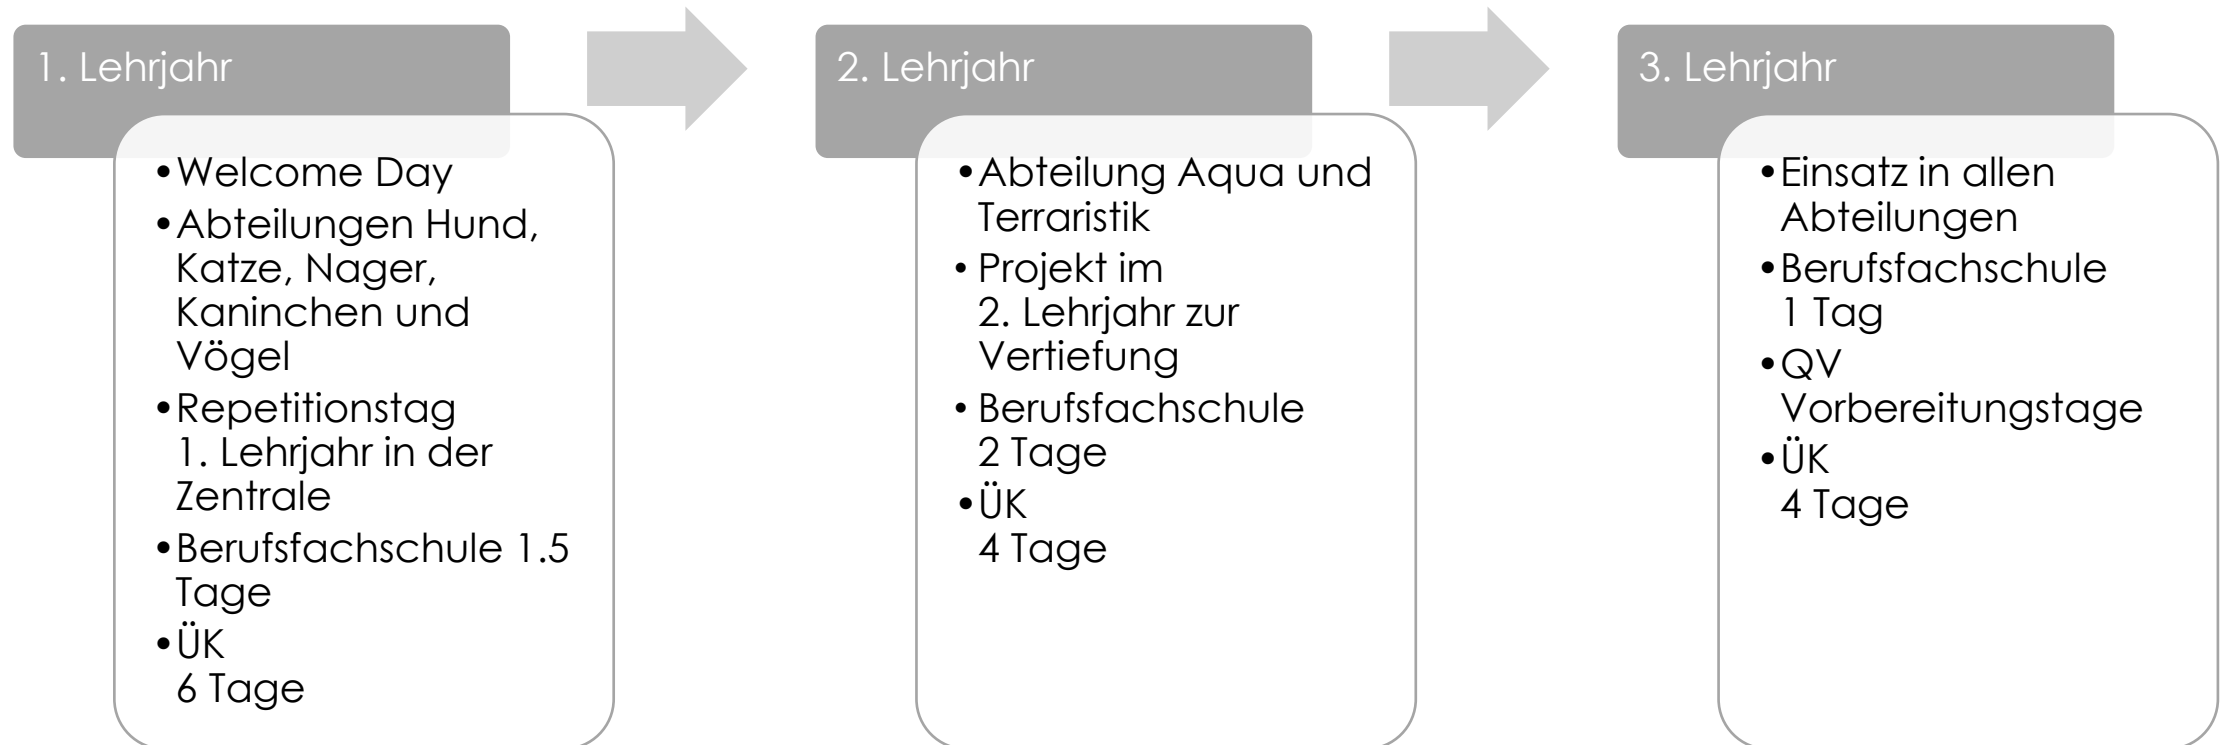 1. Lehrjahr
•Welcome Day
•Abteilungen Hund,
Katze, Nager,
Kaninchen und
Vögel
•Repetitionstag
1. Lehrjahr in der
Zentrale
•Berufsfachschule 1.5
Tage
•ÜK
6 Tage
2. Lehrjahr
•Abteilung Aqua und
Terraristik
• Projekt im
2. Lehrjahr zur
Vertiefung
• Berufsfachschule
2 Tage
•ÜK
4 Tage
3. Lehrjahr
•Einsatz in allen
Abteilungen
•Berufsfachschule
1 Tag
•QV
Vorbereitungstage
•ÜK
4 Tage